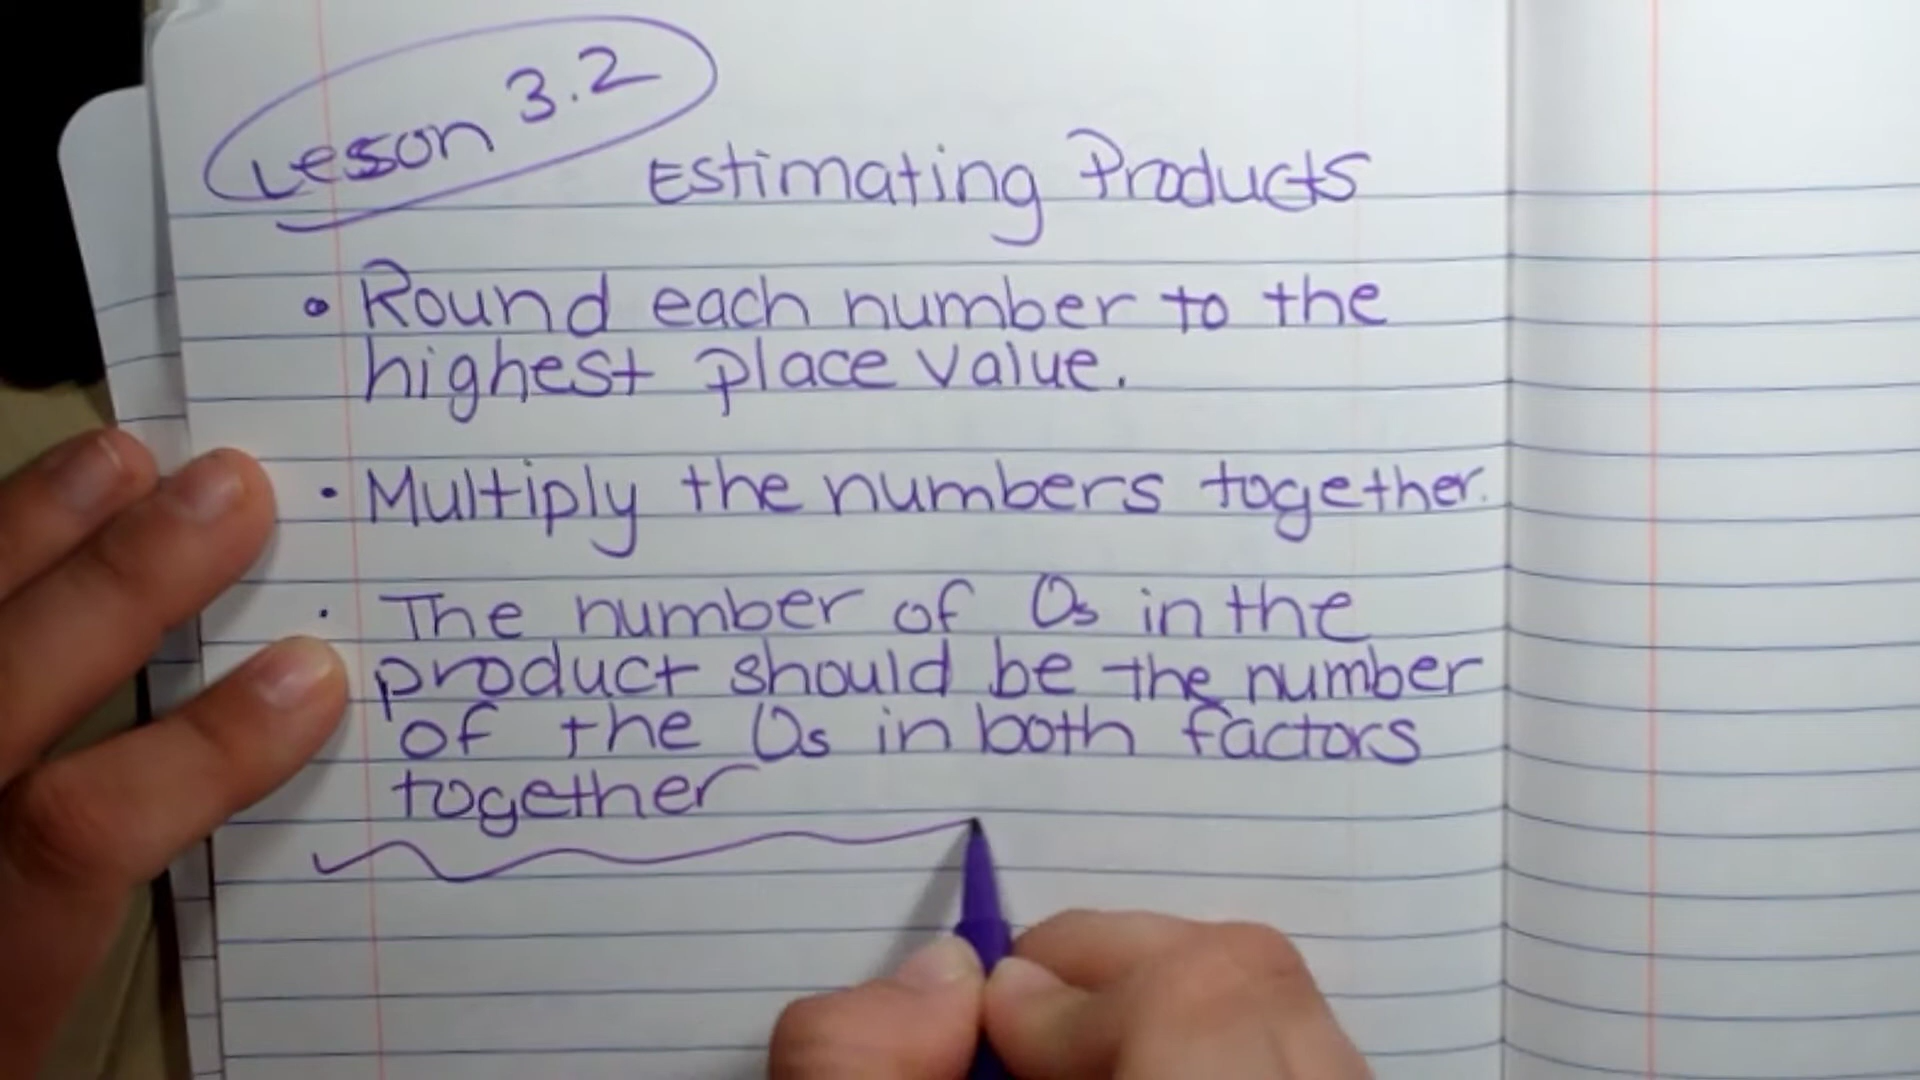 Lesson 3.2
Estimating Products
• Round each number to the
highest place value.
• Multiply the numbers together.
• The number of 0s in the
product should be the number
of the 0s in both factors
together